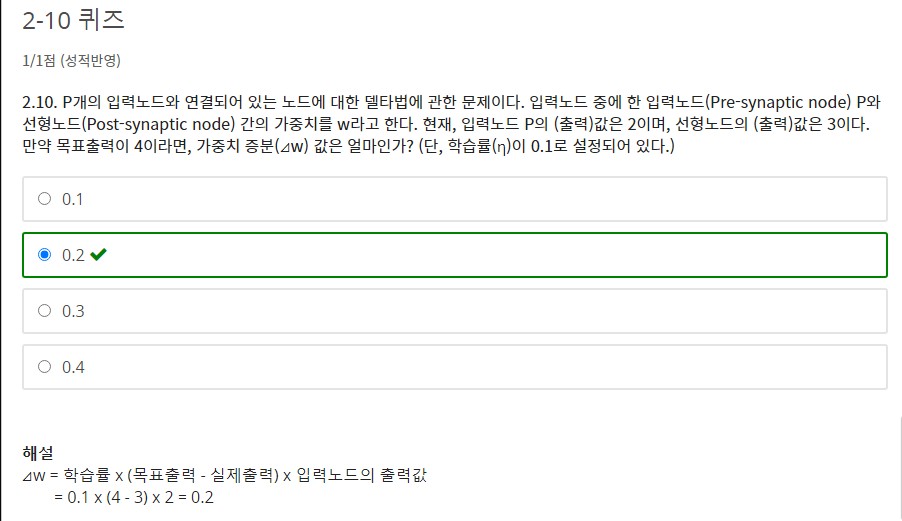 2-10 퀴즈
1/1점 (성적반영)
2.10. P개의 입력노드와 연결되어 있는 노드에 대한 델타법에 관한 문제이다. 입력노드 중에 한 입력노드(Pre-synaptic node) P와
선형노드(Post-synaptic node) 간의 가중치를 w라고 한다. 현재, 입력노드 P의 (출력)값은 2이며, 선형노드의 (출력)값은 3이다.
만약 목표출력이 4이라면, 가중치 증분(⊿w) 값은 얼마인가? (단, 학습률(η)이 0.1로 설정되어 있다.)
0.1
0.2 ✔
0.3
0.4
해설
⊿w = 학습률 x (목표출력 - 실제출력) x 입력노드의 출력값
= 0.1 x (4 - 3) x 2 = 0.2